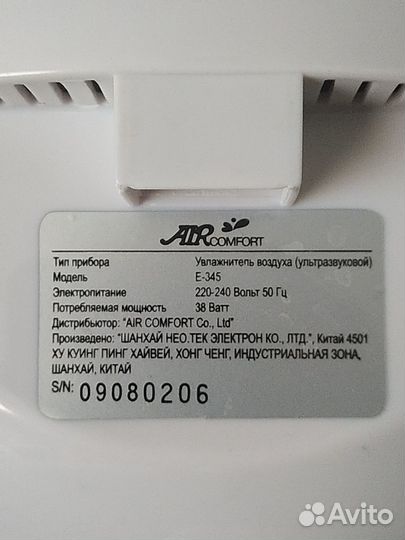 AIR COMFORT
Тип прибора Увлажнитель воздуха (ультразвуковой)
Модель E-345
Электропитание 220-240 Вольт 50 Гц
Потребляемая мощность 38 Ватт
Дистрибьютор: "AIR COMFORT Co., Ltd"
Произведено: "ШАНХАЙ НЕО.ТЕК ЭЛЕКТРОН КО., ЛТД.", Китай 4501
ХУ КУИНГ ПИНГ ХАЙВЕЙ, ХОНГ ЧЕНГ, ИНДУСТРИАЛЬНАЯ ЗОНА,
ШАНХАЙ, КИТАЙ
S/N: 09080206
Avito